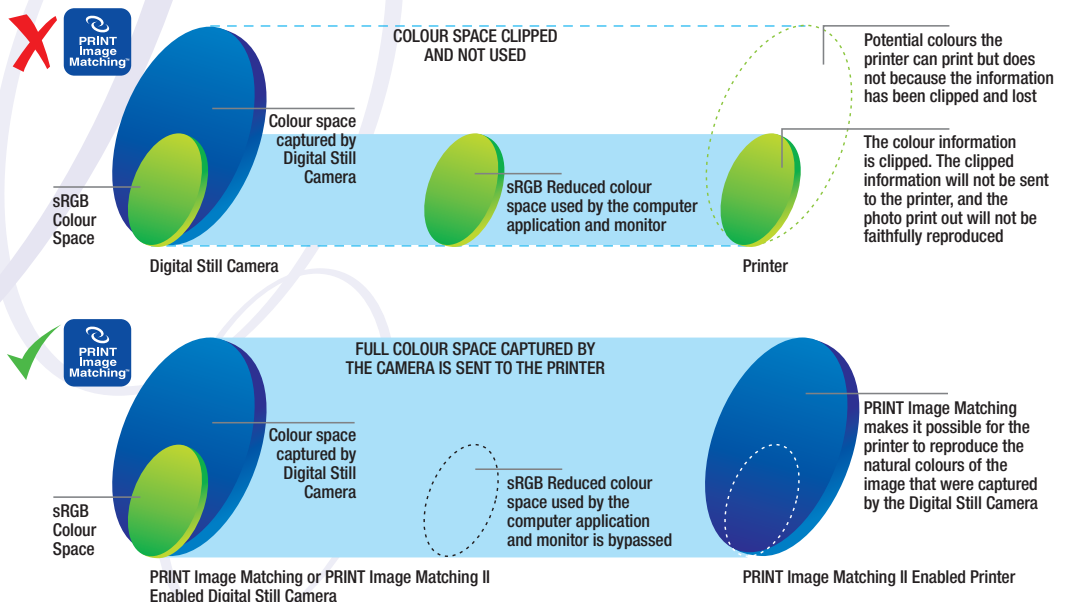 PRINT
Image
Matching™
COLOUR SPACE CLIPPED
AND NOT USED
Potential colours the
printer can print but does
not because the information
has been clipped and lost
Colour space
captured by
Digital Still
Camera
The colour information
is clipped. The clipped
information will not be sent
to the printer, and the
photo print out will not be
faithfully reproduced
sRGB
Colour
Space
sRGB Reduced colour
space used by the computer
application and monitor
Digital Still Camera
Printer
PRINT
Image
Matching™
FULL COLOUR SPACE CAPTURED BY
THE CAMERA IS SENT TO THE PRINTER
Colour space
captured by
Digital Still
Camera
PRINT Image Matching
makes it possible for the
printer to reproduce the
natural colours of the
image that were captured
by the Digital Still Camera
sRGB
Colour
Space
sRGB Reduced colour
space used by the
computer application
and monitor is bypassed
PRINT Image Matching or PRINT Image Matching II
Enabled Digital Still Camera
PRINT Image Matching II Enabled Printer